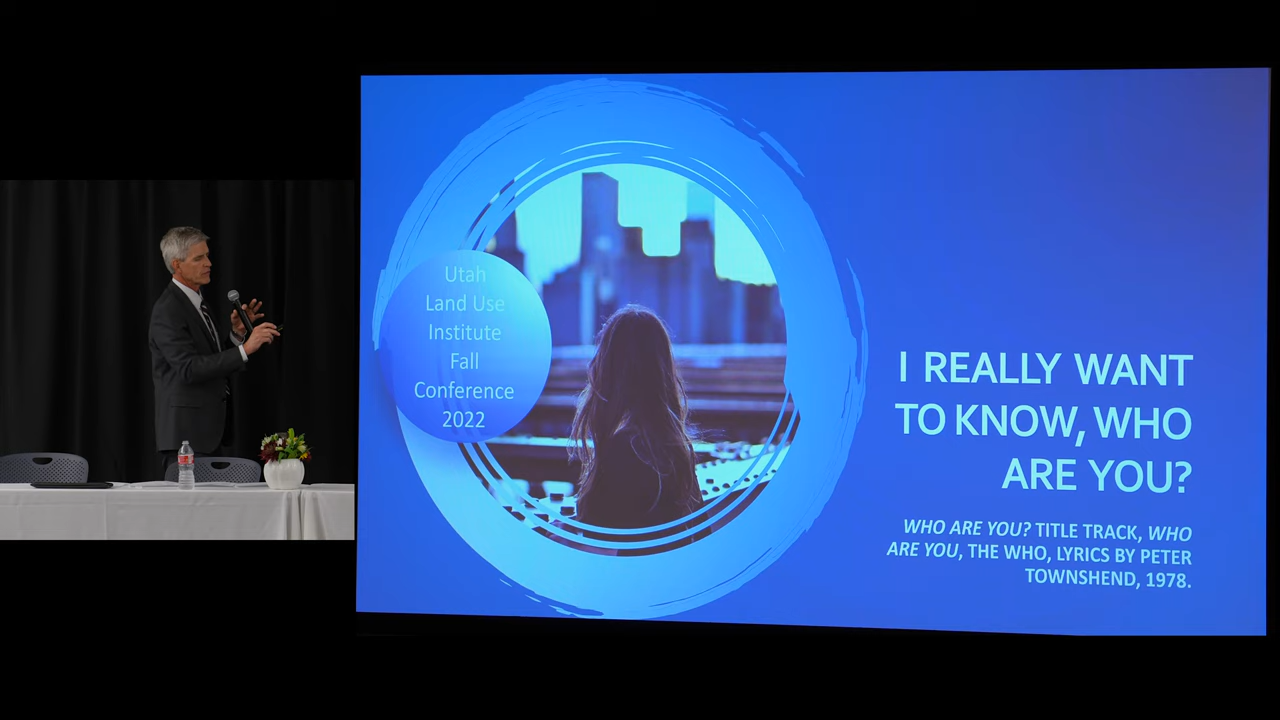 Utah
Land Use
Institute
Fall
Conference
2022
I REALLY WANT
TO KNOW, WHO
ARE YOU?
WHO ARE YOU? TITLE TRACK, WHO
ARE YOU, THE WHO, LYRICS BY PETER
TOWNSHEND, 1978.